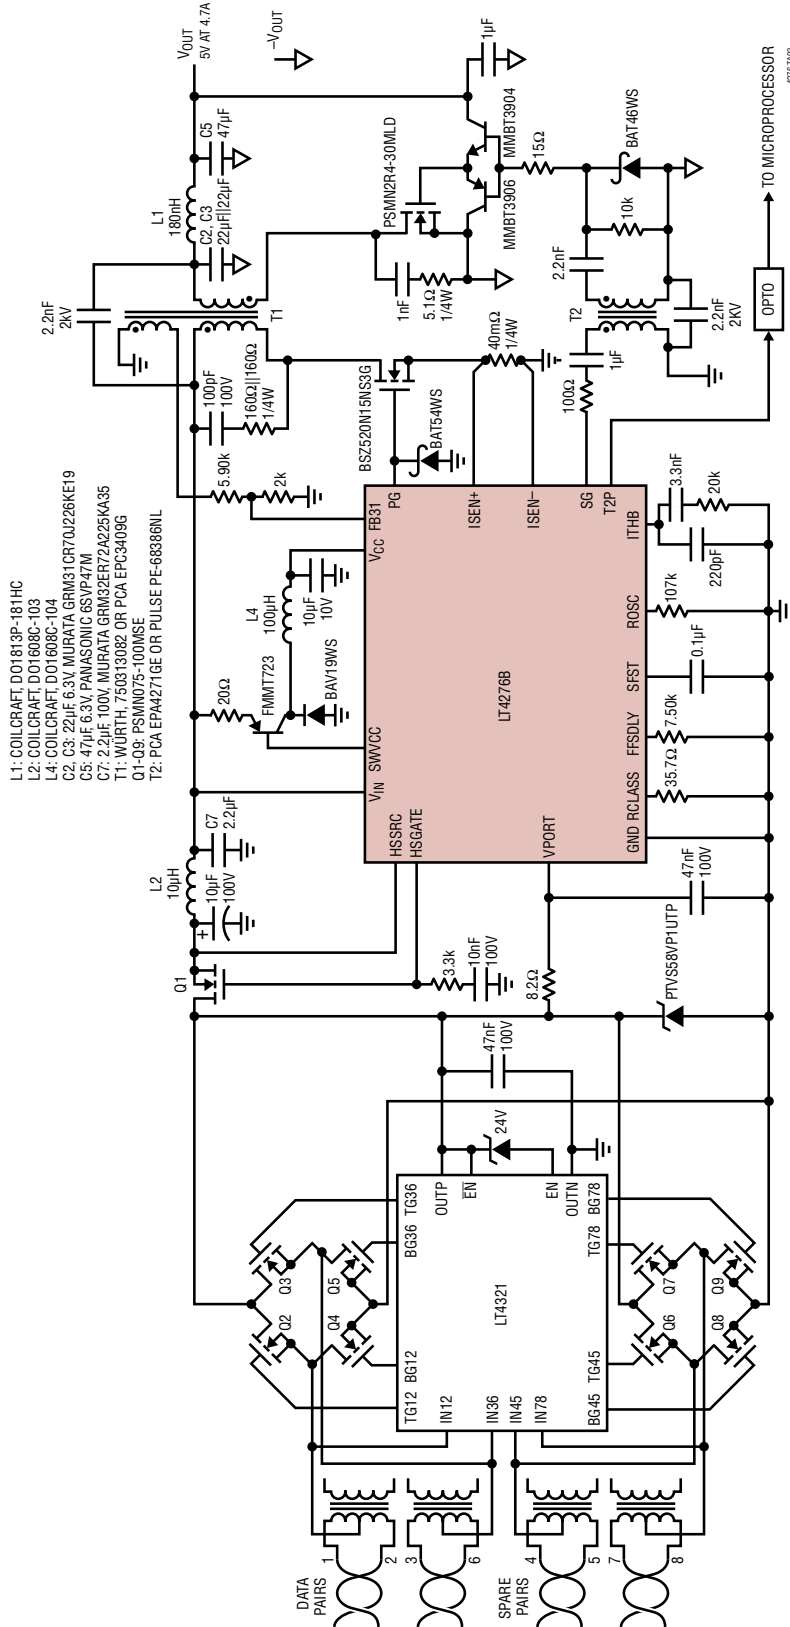 L1: COILCRAFT, DO1813P-181HC
L2: COILCRAFT, DO1608C-103
L4: COILCRAFT, DO1608C-104
C2, C3: 22µF, 6.3V, MURATA GRM31CR70J226KE19
C5: 47µF, 6.3V, PANASONIC 6SVP47M
C7: 2.2µF, 100V, MURATA GRM32ER72A225KA35
T1: WÜRTH, 750313082 OR PCA EPC3409G
Q1-Q9: PSMN075-100MSE
T2: PCA EPA4271GE OR PULSE PE-68386NL
DATA
PAIRS
1
2
3
6
SPARE
PAIRS
4
5
7
8
Q2
Q3
Q4
Q5
Q6
Q7
Q8
Q9
TG12
BG12
BG36
TG36
IN12
IN36
IN45
IN78
BG45
TG45
TG78
BG78
LT4321
OUTP
EN
EN
OUTN
24V
47nF
100V
Q1
3.3k
10nF
100V
8.2Ω
PTVS58VP1UTP
47nF
100V
+
10µF
100V
L2
10µH
C7
2.2µF
20Ω
FMMT723
BAV19WS
L4
100µH
10µF
10V
5.90k
2k
100pF
100V
160Ω||160Ω
1/4W
2.2nF
2KV
T1
C2, C3
22µF||22µF
L1
180nH
C5
47µF
VOUT
5V AT 4.7A
–VOUT
1µF
PSMN2R4-30MLD
MMBT3906
MMBT3904
1nF
5.1Ω
1/4W
15Ω
BSZ520N15NS3G
BAT54WS
40mΩ
1/4W
100Ω
1µF
T2
2.2nF
10k
BAT46WS
2.2nF
2KV
OPTO
TO MICROPROCESSOR
HSSRC
HSGATE
VIN
SWVCC
VCC
FB31
PG
ISEN+
ISEN–
SG
T2P
VPORT
LT4276B
GND
RCLASS
FFSDLY
SFST
ROSC
ITHB
35.7Ω
7.50k
0.1µF
107k
220pF
3.3nF
20k